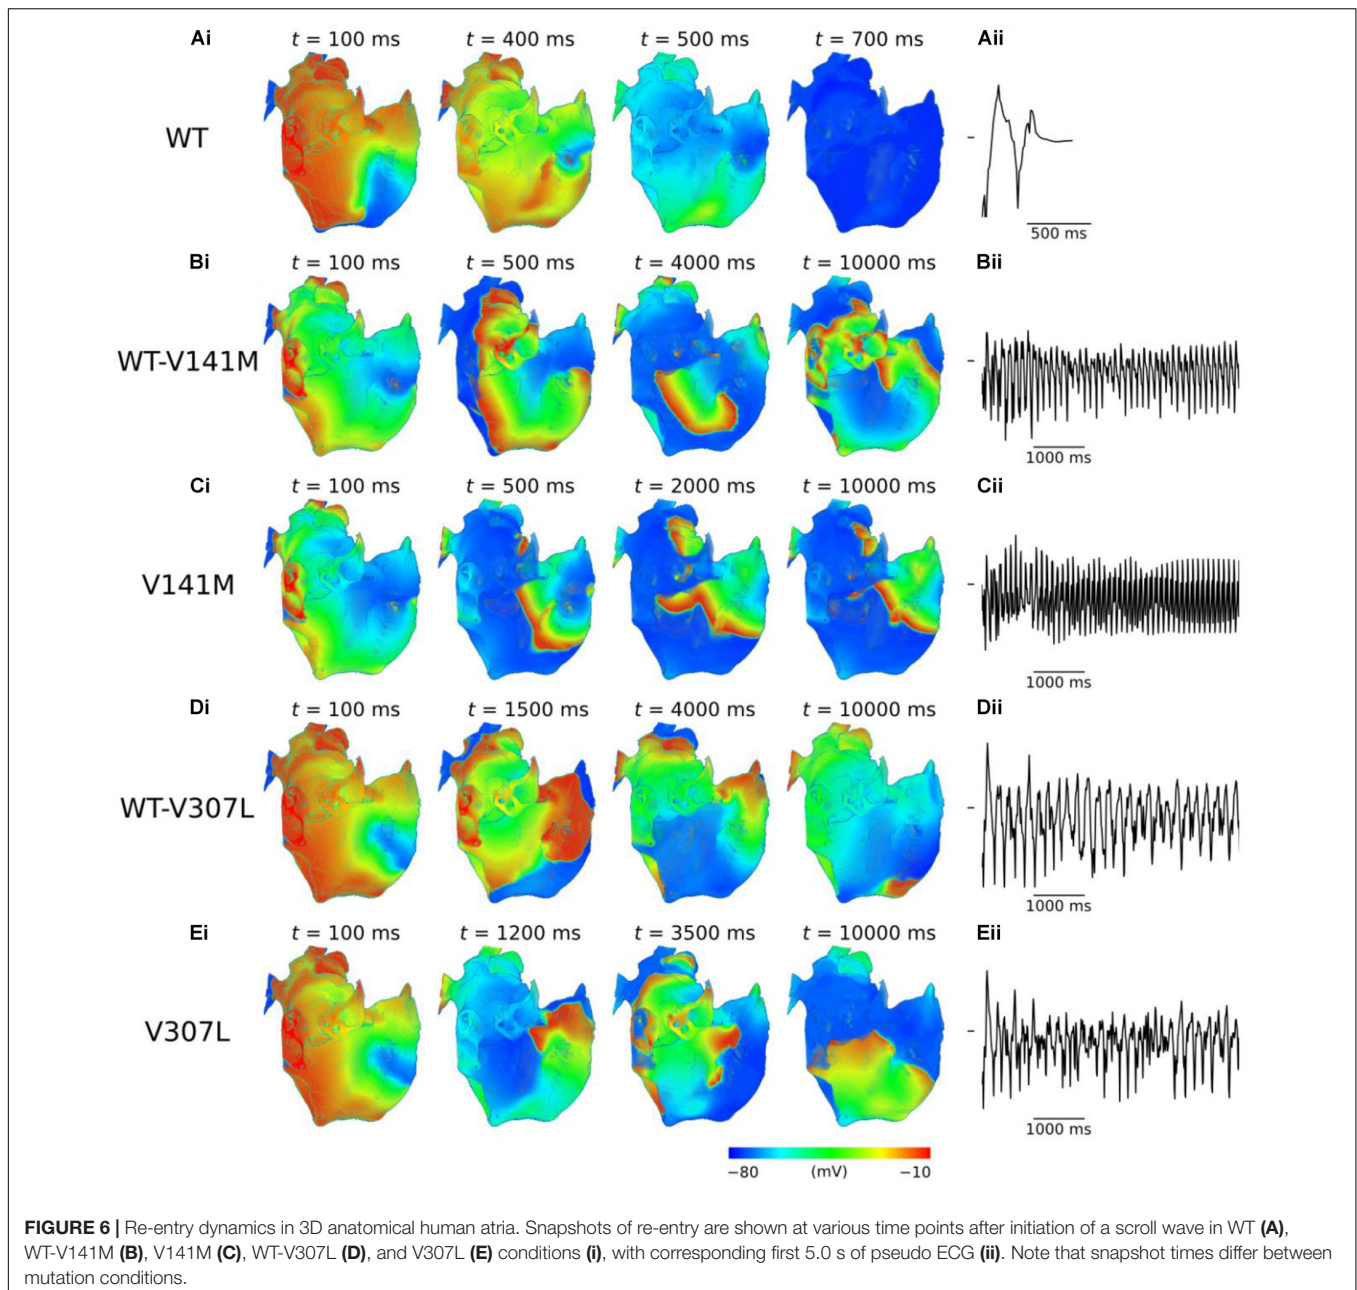 Ai t = 100 ms t = 400 ms t = 500 ms t = 700 ms Aii
WT
500 ms
Bi t = 100 ms t = 500 ms t = 4000 ms t = 10000 ms Bii
WT-V141M
1000 ms
Ci t = 100 ms t = 500 ms t = 2000 ms t = 10000 ms Cii
V141M
1000 ms
Di t = 100 ms t = 1500 ms t = 4000 ms t = 10000 ms Dii
WT-V307L
1000 ms
Ei t = 100 ms t = 1200 ms t = 3500 ms t = 10000 ms Eii
V307L
1000 ms
−80 (mV) −10
FIGURE 6 | Re-entry dynamics in 3D anatomical human atria. Snapshots of re-entry are shown at various time points after initiation of a scroll wave in WT (A),
WT-V141M (B), V141M (C), WT-V307L (D), and V307L (E) conditions (i), with corresponding first 5.0 s of pseudo ECG (ii). Note that snapshot times differ between
mutation conditions.